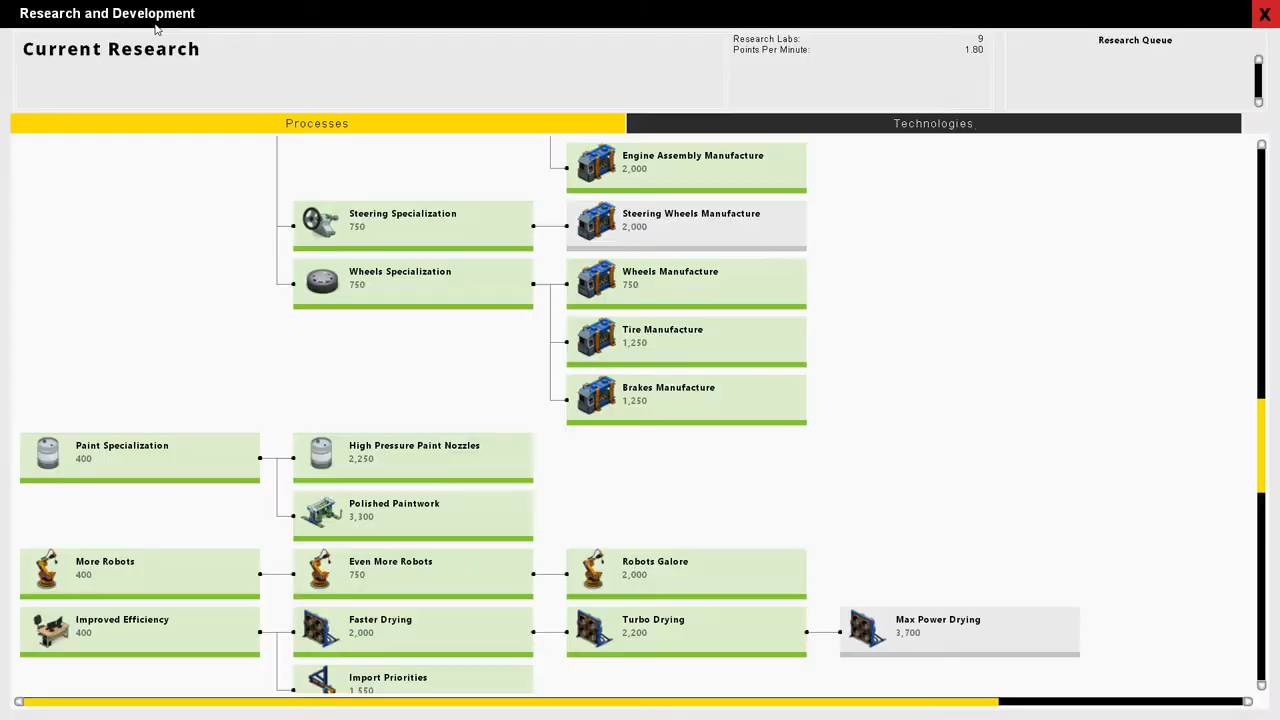 Research and Development
X
Current Research
Research Labs: 9
Points Per Minute: 1.80
Research Queue
Processes
Technologies
Engine Assembly Manufacture
2,000
Steering Specialization
750
Steering Wheels Manufacture
2,000
Wheels Specialization
750
Wheels Manufacture
750
Tire Manufacture
1,250
Brakes Manufacture
1,250
Paint Specialization
400
High Pressure Paint Nozzles
2,250
Polished Paintwork
3,300
More Robots
400
Even More Robots
750
Robots Galore
2,000
Improved Efficiency
400
Faster Drying
2,000
Turbo Drying
2,200
Max Power Drying
3,700
Import Priorities
1,550